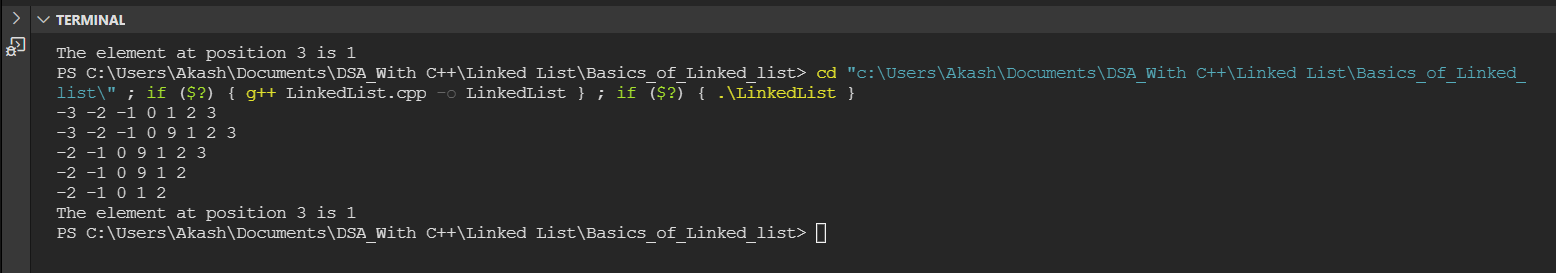 TERMINAL
The element at position 3 is 1
PS C:\Users\Akash\Documents\DSA_With C++\Linked List\Basics_of_Linked_list> cd "c:\Users\Akash\Documents\DSA_With C++\Linked List\Basics_of_Linked_
list\" ; if ($?) { g++ LinkedList.cpp -o LinkedList } ; if ($?) { .\LinkedList }
-3 -2 -1 0 1 2 3
-3 -2 -1 0 9 1 2 3
-2 -1 0 9 1 2 3
-2 -1 0 9 1 2
-2 -1 0 1 2
The element at position 3 is 1
PS C:\Users\Akash\Documents\DSA_With C++\Linked List\Basics_of_Linked_list>